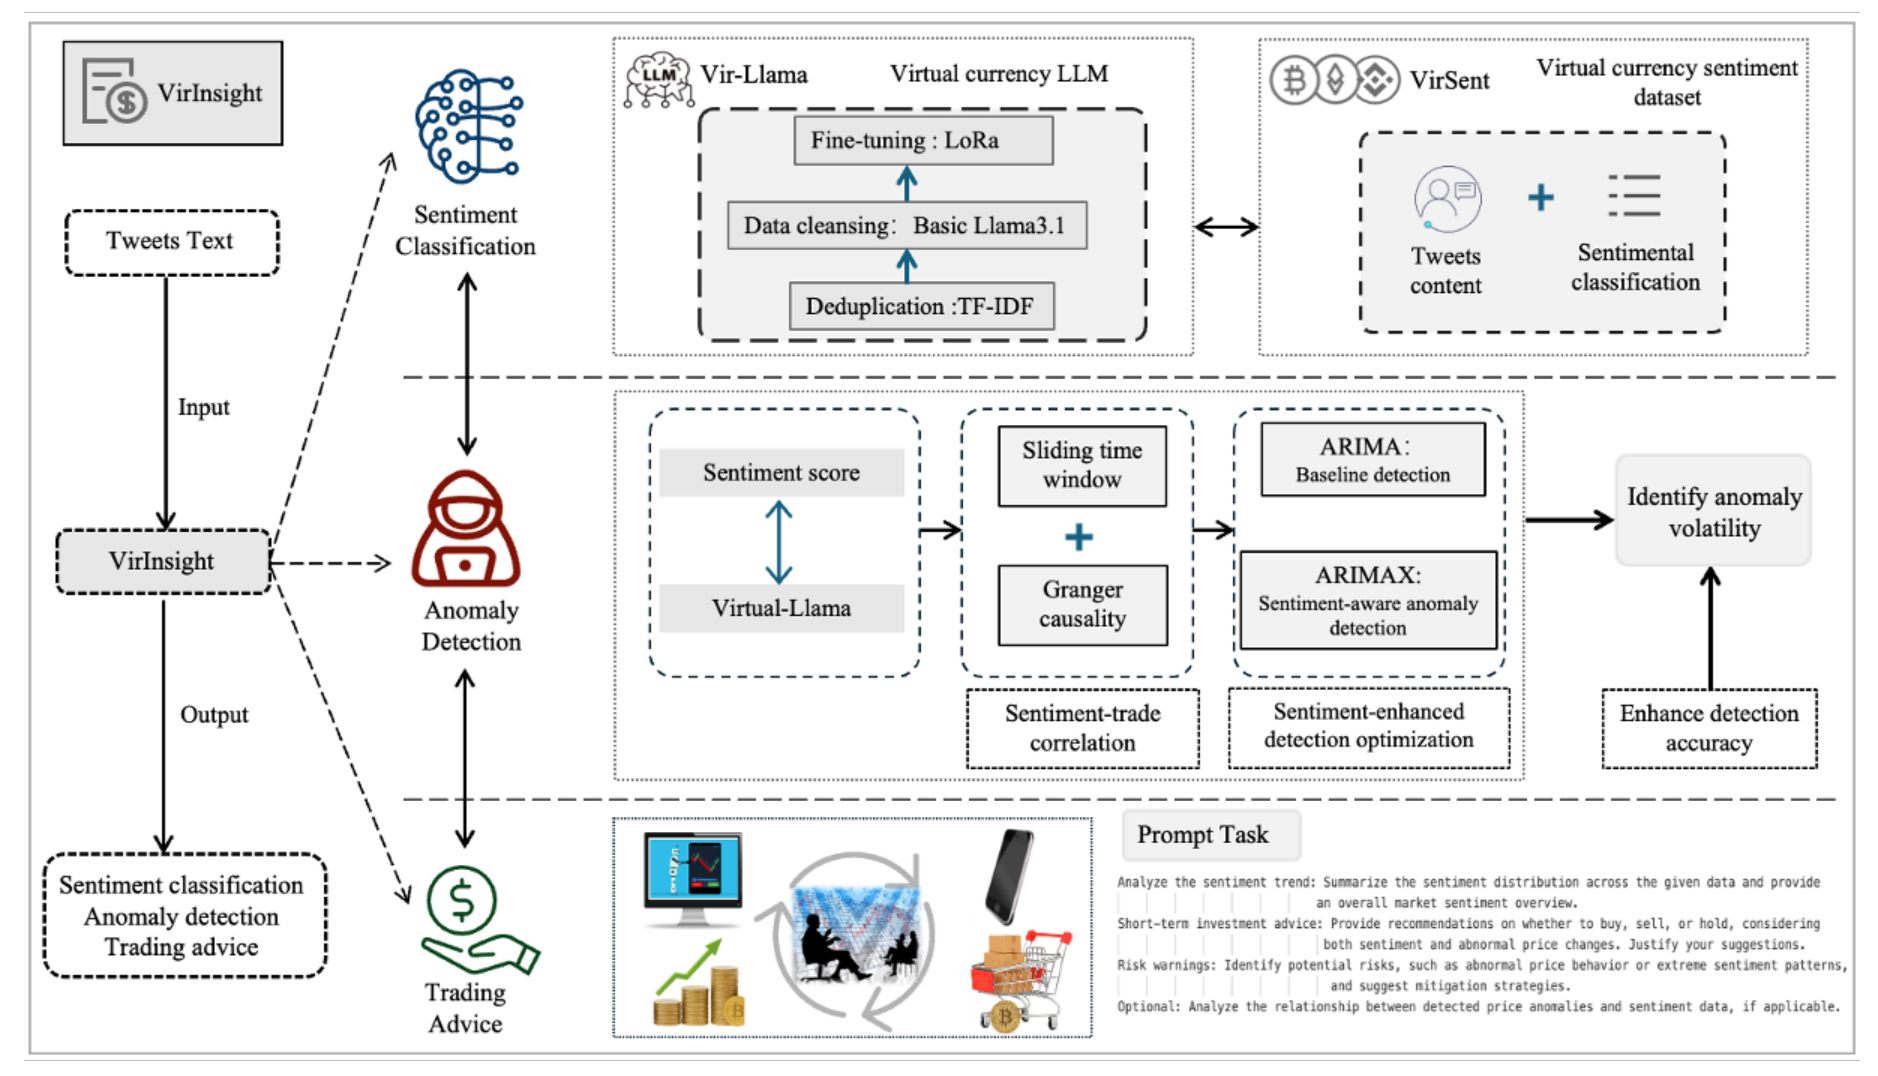 VirInsight
Tweets Text
Input
VirInsight
Output
Sentiment classification
Anomaly detection
Trading advice
Sentiment
Classification
Anomaly
Detection
Trading
Advice
LLM
Vir-Llama
Virtual currency LLM
Fine-tuning : LoRa
Data cleansing: Basic Llama3.1
Deduplication :TF-IDF
VirSent
Virtual currency sentiment
dataset
Tweets
content
Sentimental
classification
Sentiment score
Virtual-Llama
Sliding time
window
Granger
causality
Sentiment-trade
correlation
ARIMA:
Baseline detection
ARIMAX:
Sentiment-aware anomaly
detection
Sentiment-enhanced
detection optimization
Identify anomaly
volatility
Enhance detection
accuracy
Prompt Task
Analyze the sentiment trend: Summarize the sentiment distribution across the given data and provide
an overall market sentiment overview.
Short-term investment advice: Provide recommendations on whether to buy, sell, or hold, considering
both sentiment and abnormal price changes. Justify your suggestions.
Risk warnings: Identify potential risks, such as abnormal price behavior or extreme sentiment patterns,
and suggest mitigation strategies.
Optional: Analyze the relationship between detected price anomalies and sentiment data, if applicable.